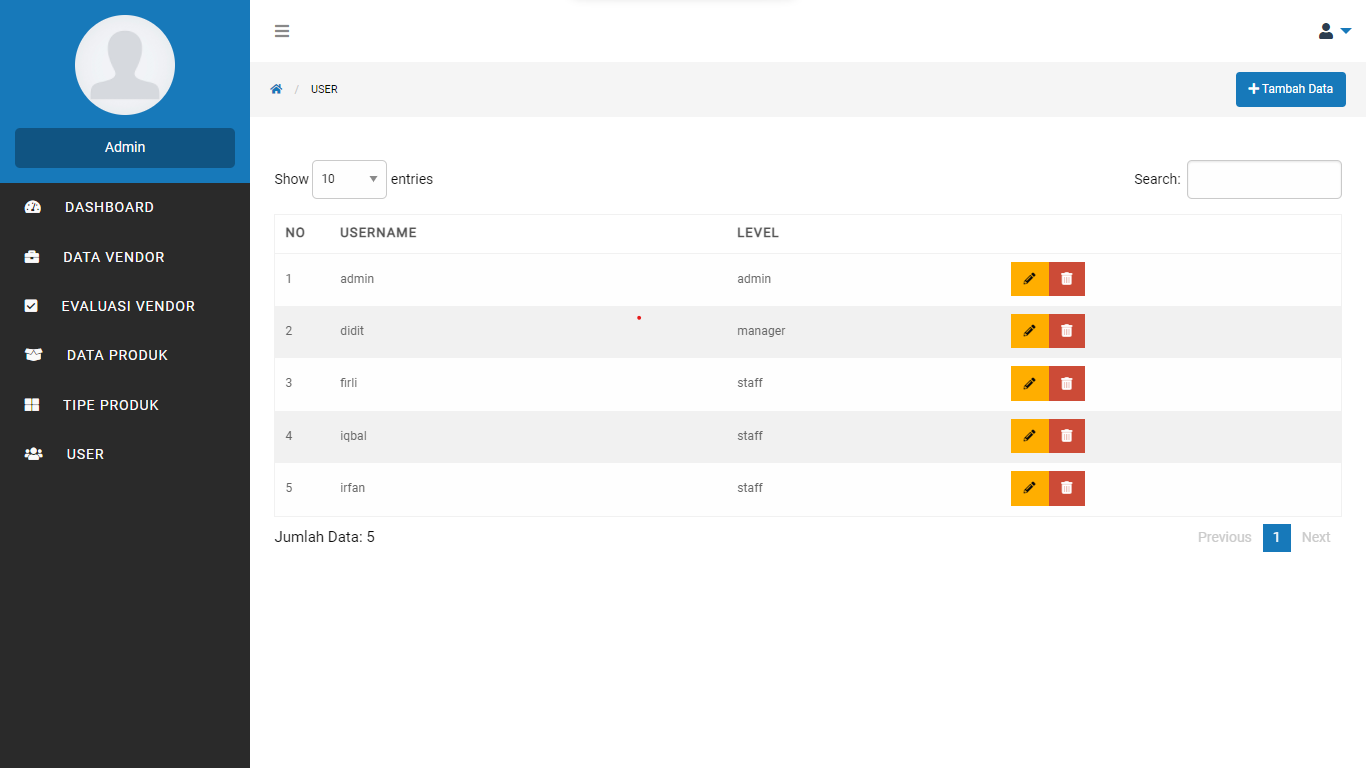 Admin
DASHBOARD
DATA VENDOR
EVALUASI VENDOR
DATA PRODUK
TIPE PRODUK
USER
/ USER
Tambah Data
Show 10 entries
Search:
NO USERNAME LEVEL
1 admin admin
2 didit manager
3 firli staff
4 iqbal staff
5 irfan staff
Jumlah Data: 5
Previous 1 Next